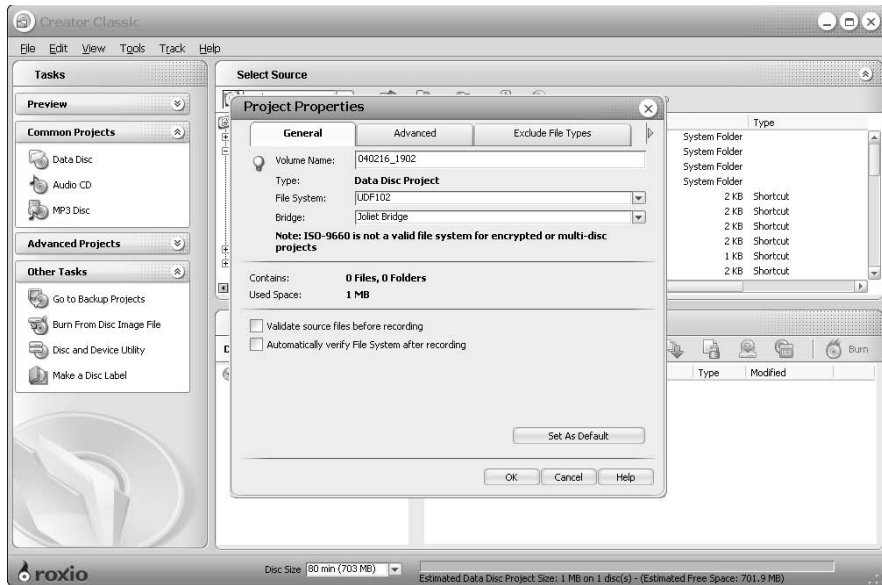 Creator Classic
File Edit View Tools Track Help
Tasks
Preview
Common Projects
Data Disc
Audio CD
MP3 Disc
Advanced Projects
Other Tasks
Go to Backup Projects
Burn From Disc Image File
Disc and Device Utility
Make a Disc Label
Select Source
Project Properties
General Advanced Exclude File Types
Volume Name: 040216_1902
Type: Data Disc Project
File System: UDF102
Bridge: Joliet Bridge
Note: ISO-9660 is not a valid file system for encrypted or multi-disc
projects
Contains: 0 Files, 0 Folders
Used Space: 1 MB
Validate source files before recording
Automatically verify File System after recording
Set As Default
OK Cancel Help
Type
System Folder
System Folder
System Folder
System Folder
2 KB Shortcut
2 KB Shortcut
2 KB Shortcut
2 KB Shortcut
1 KB Shortcut
2 KB Shortcut
Burn
Type Modified
roxio
Disc Size 80 min (703 MB)
Estimated Data Disc Project Size: 1 MB on 1 disc(s) - (Estimated Free Space: 701.9 MB)